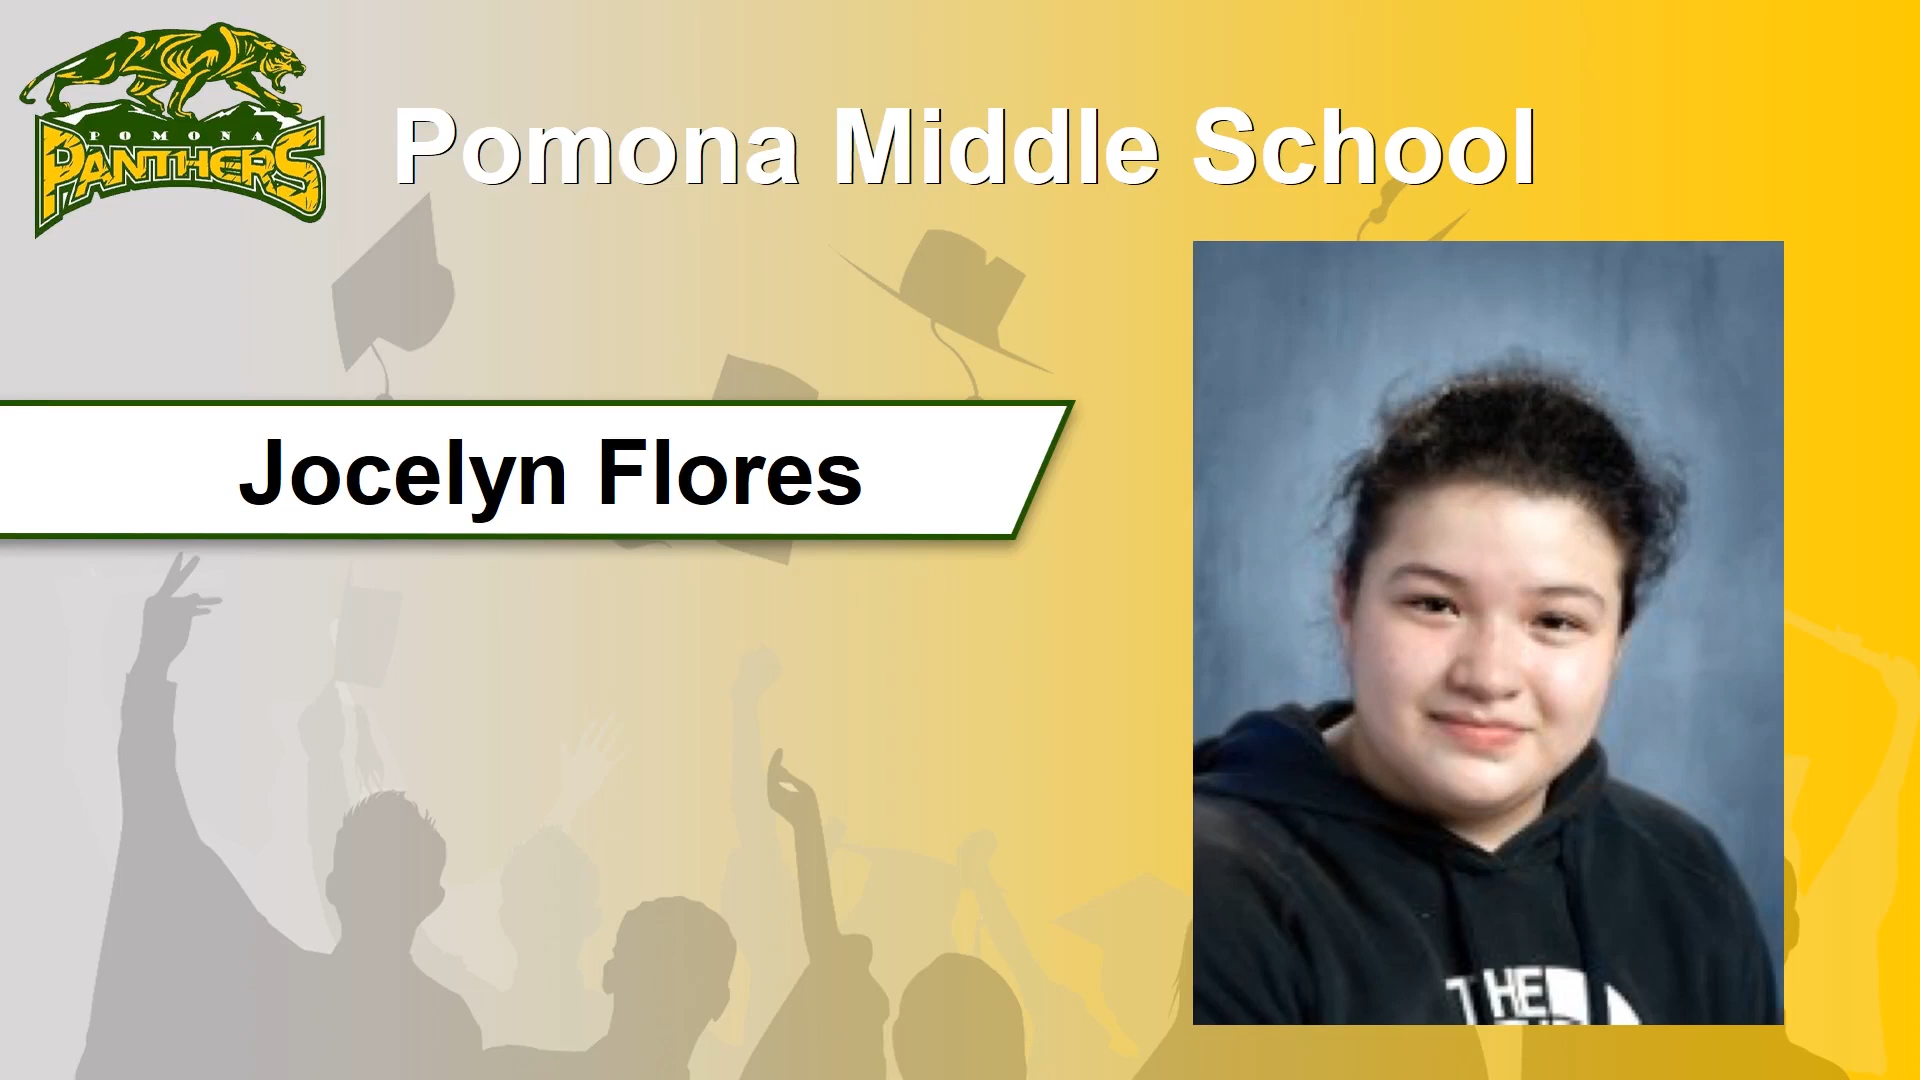 POMONA
PANTHERS
Pomona Middle School
Jocelyn Flores
THE